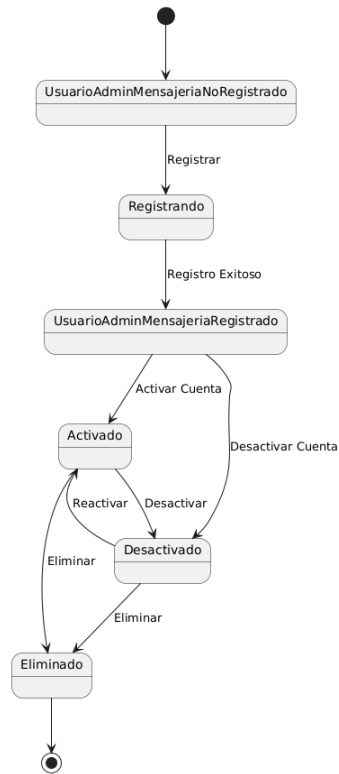 UsuarioAdminMensajeriaNoRegistrado
Registrar
Registrando
Registro Exitoso
UsuarioAdminMensajeriaRegistrado
Activar Cuenta
Activado
Desactivar Cuenta
Reactivar
Desactivar
Desactivado
Eliminar
Eliminar
Eliminado